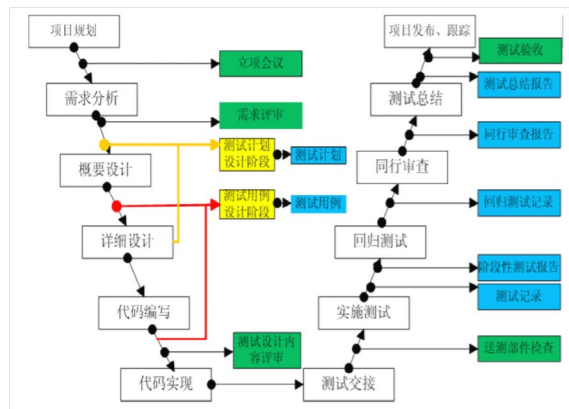 项目规划
项目发布、跟踪
测试验收
立项会议
测试总结报告
需求分析
测试总结
需求评审
同行审查报告
测试计划
设计阶段
测试计划
概要设计
同行审查
测试用例
设计阶段
测试用例
回归测试记录
详细设计
回归测试
阶段性测试报告
测试记录
代码编写
实施测试
测试设计内
容评审
送测部件检查
代码实现
测试交接